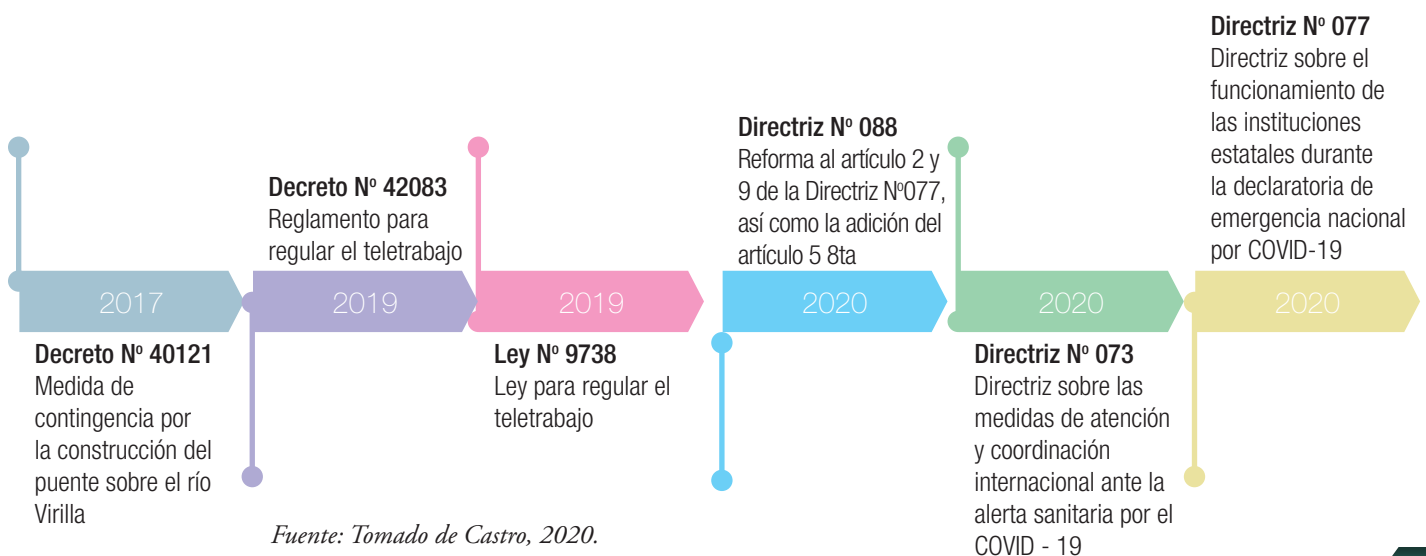 2017
Decreto Nº 40121
Medida de
contingencia por
la construcción del
puente sobre el río
Virilla
Decreto Nº 42083
Reglamento para
regular el teletrabajo
2019
2019
Ley Nº 9738
Ley para regular el
teletrabajo
Directriz Nº 088
Reforma al artículo 2 y
9 de la Directriz Nº077,
así como la adición del
artículo 5 8ta
2020
2020
Directriz Nº 073
Directriz sobre las
medidas de atención
y coordinación
internacional ante la
alerta sanitaria por el
COVID - 19
Directriz Nº 077
Directriz sobre el
funcionamiento de
las instituciones
estatales durante
la declaratoria de
emergencia nacional
por COVID-19
2020
Fuente: Tomado de Castro, 2020.